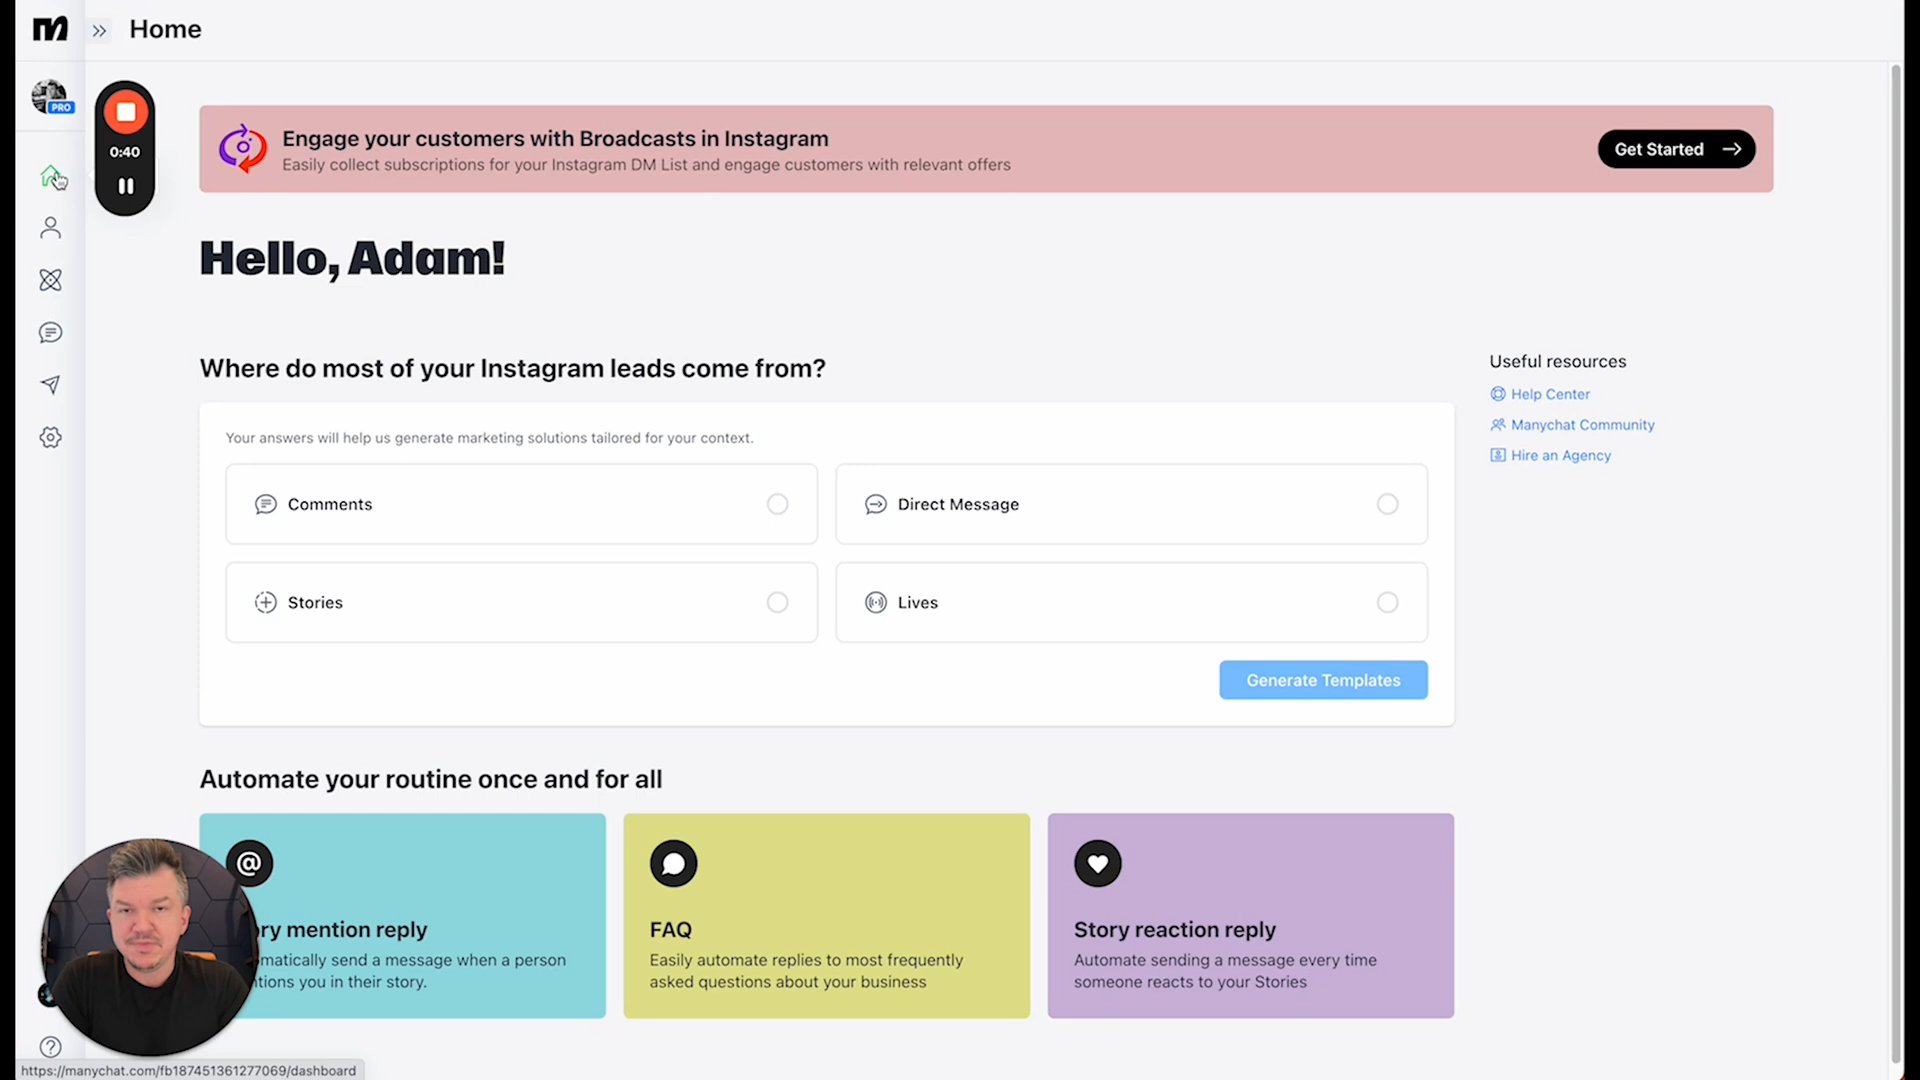 Home
PRO
0:40
Engage your customers with Broadcasts in Instagram
Easily collect subscriptions for your Instagram DM List and engage customers with relevant offers
Get Started
Hello, Adam!
Where do most of your Instagram leads come from?
Your answers will help us generate marketing solutions tailored for your context.
Comments
Direct Message
Stories
Lives
Generate Templates
Useful resources
Help Center
Manychat Community
Hire an Agency
Automate your routine once and for all
@
mention reply
send a message when a person
you in their story.
FAQ
Easily automate replies to most frequently
asked questions about your business
Story reaction reply
Automate sending a message every time
someone reacts to your Stories
https://manychat.com/fb187451361277069/dashboard